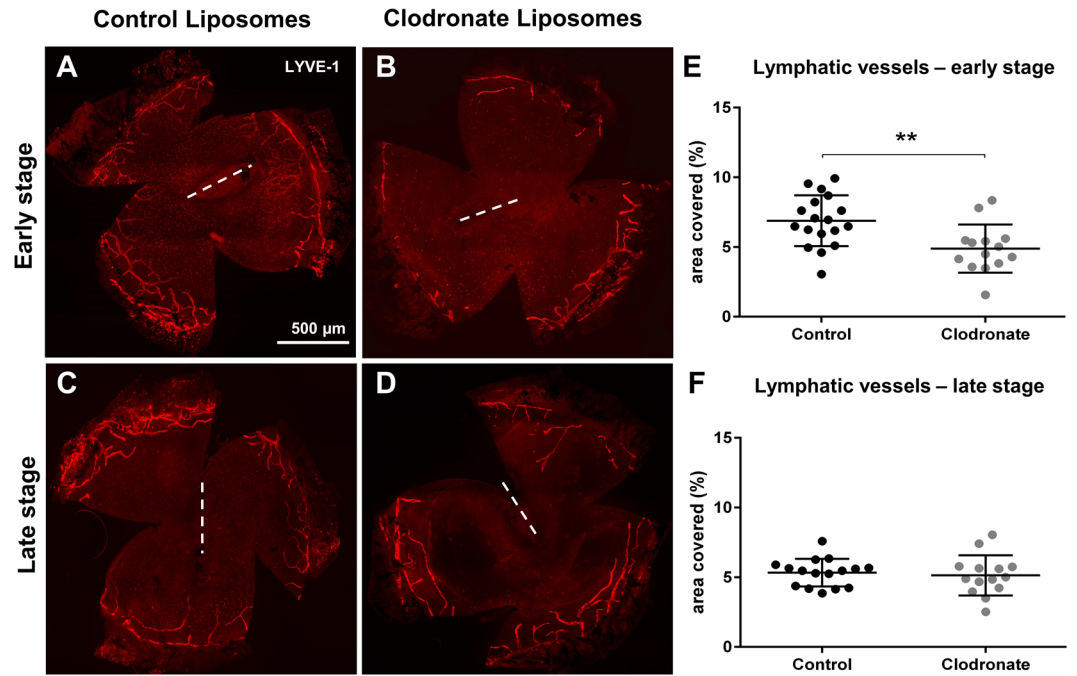 Control Liposomes
Clodronate Liposomes
Early stage
A
LYVE-1
500 µm
B
E
Lymphatic vessels – early stage
area covered (%)
15
10
5
0
**
Control
Clodronate
Late stage
C
D
F
Lymphatic vessels – late stage
area covered (%)
15
10
5
0
Control
Clodronate